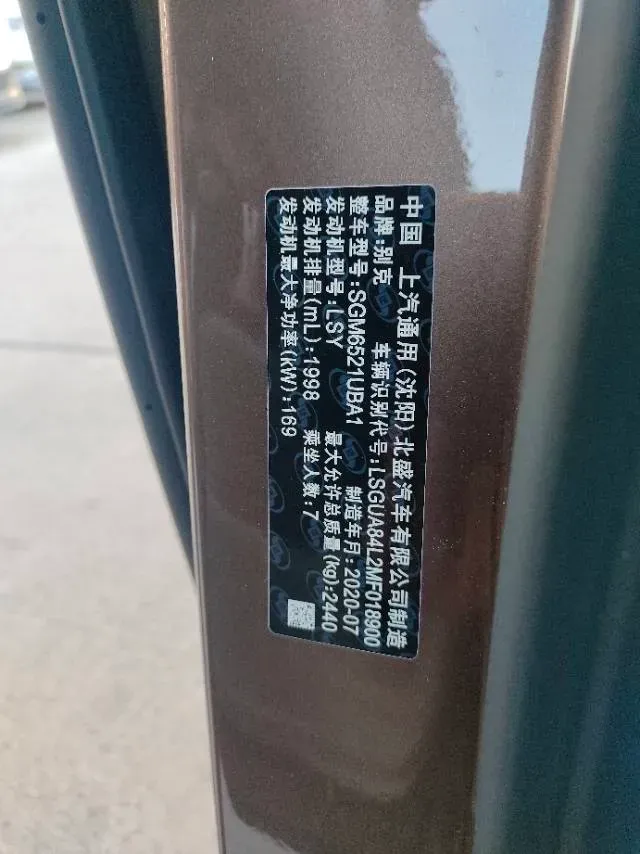 中国 上汽通用(沈阳)北盛汽车有限公司制造
品牌:别克 车辆识别代号:LSGUA84L2MF018900
整车型号:SGM6521UBA1 制造年月:2020-07
发动机型号:LSY 最大允许总质量(kg):2440
发动机排量(mL):1998 乘坐人数:7
发动机最大净功率(kW):169